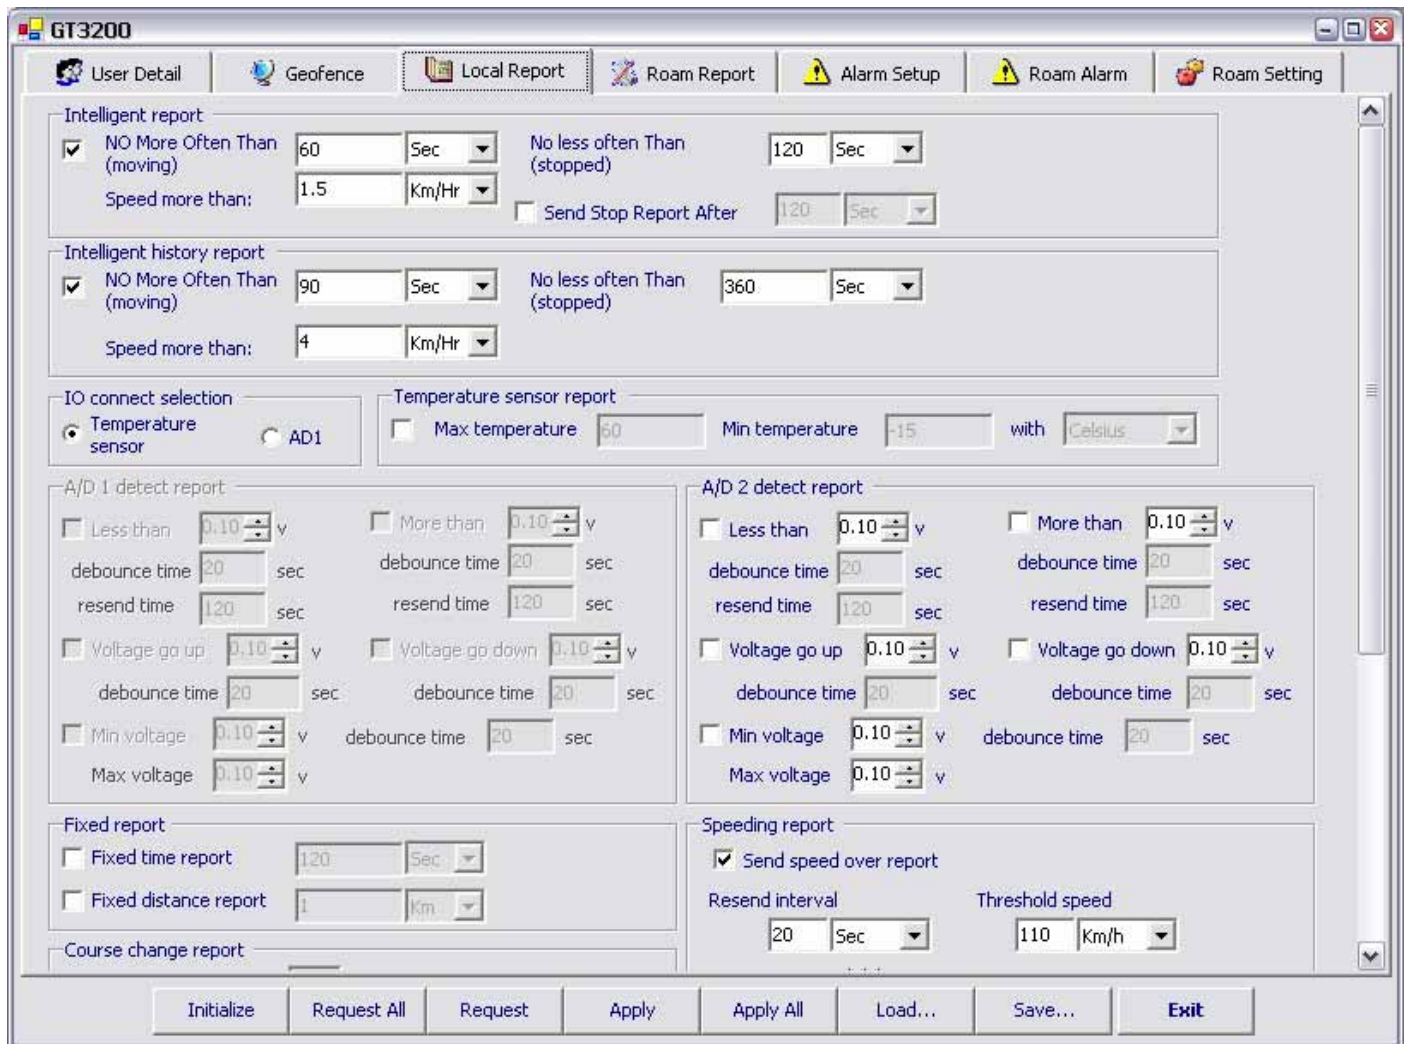 GT3200
User Detail Geofence Local Report Roam Report Alarm Setup Roam Alarm Roam Setting
Intelligent report
NO More Often Than (moving) 60 Sec No less often Than (stopped) 120 Sec
Speed more than: 1.5 Km/Hr Send Stop Report After 120 Sec
Intelligent history report
NO More Often Than (moving) 90 Sec No less often Than (stopped) 360 Sec
Speed more than: 4 Km/Hr
IO connect selection
Temperature sensor AD1
Temperature sensor report
Max temperature 60 Min temperature -15 with Celsius
A/D 1 detect report
Less than 0.10 v More than 0.10 v
debounce time 20 sec debounce time 20 sec
resend time 120 sec resend time 120 sec
Voltage go up 0.10 v Voltage go down 0.10 v
debounce time 20 sec debounce time 20 sec
Min voltage 0.10 v debounce time 20 sec
Max voltage 0.10 v
A/D 2 detect report
Less than 0.10 v More than 0.10 v
debounce time 20 sec debounce time 20 sec
resend time 120 sec resend time 120 sec
Voltage go up 0.10 v Voltage go down 0.10 v
debounce time 20 sec debounce time 20 sec
Min voltage 0.10 v debounce time 20 sec
Max voltage 0.10 v
Fixed report
Fixed time report 120 Sec
Fixed distance report 1 Km
Speeding report
Send speed over report
Resend interval Threshold speed
20 Sec 110 Km/h
Course change report
Initialize Request All Request Apply Apply All Load... Save... Exit